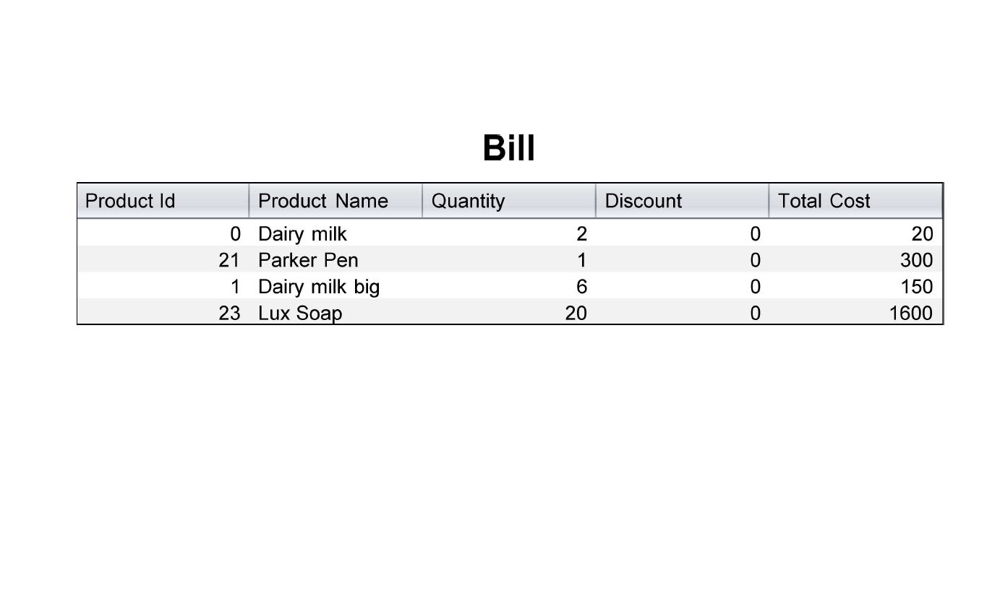 Bill
Product Id Product Name Quantity Discount Total Cost
0 Dairy milk 2 0 20
21 Parker Pen 1 0 300
1 Dairy milk big 6 0 150
23 Lux Soap 20 0 1600